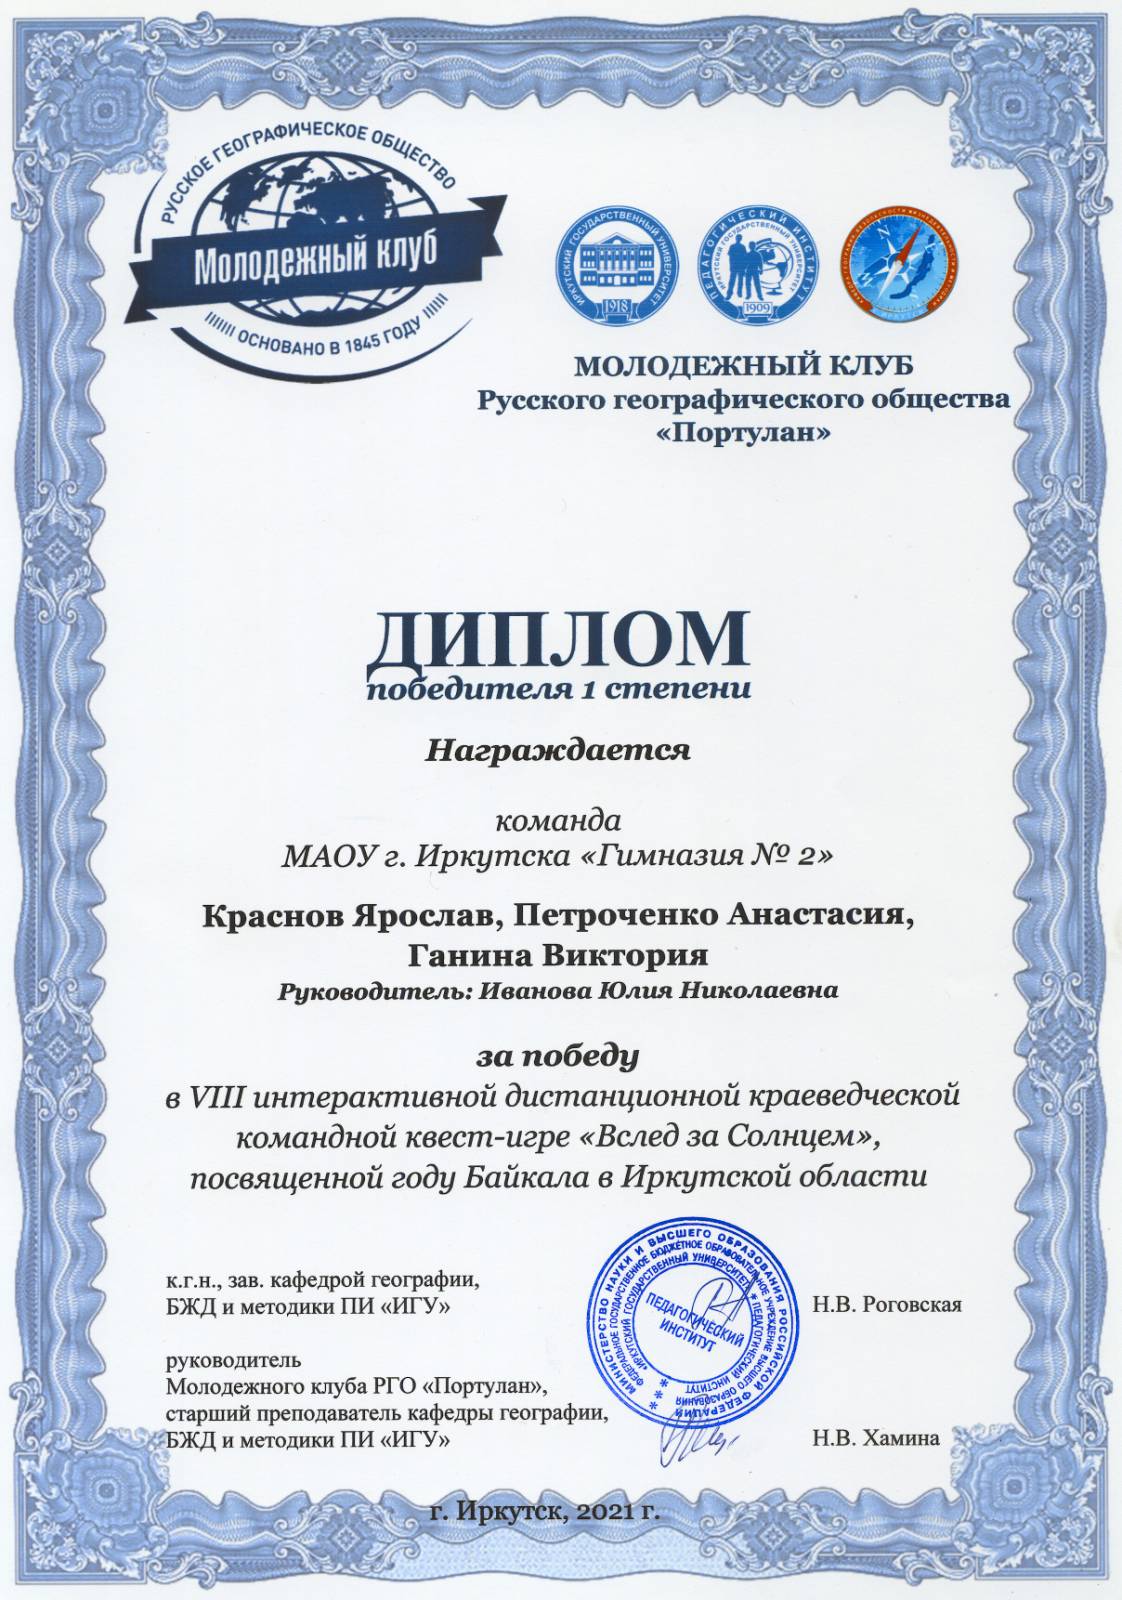 РУССКОЕ ГЕОГРАФИЧЕСКОЕ ОБЩЕСТВО
Молодежный клуб
ОСНОВАНО В 1845 ГОДУ
ИРКУТСКИЙ ГОСУДАРСТВЕННЫЙ УНИВЕРСИТЕТ
1918
ПЕДАГОГИЧЕСКИЙ ИНСТИТУТ
ИРКУТСКИЙ ГОСУДАРСТВЕННЫЙ УНИВЕРСИТЕТ
1909
ИРКУТСК
МОЛОДЕЖНЫЙ КЛУБ
Русского географического общества
«Портулан»
ДИПЛОМ
победителя 1 степени
Награждается
команда
МАОУ г. Иркутска «Гимназия № 2»
Краснов Ярослав, Петроченко Анастасия,
Ганина Виктория
Руководитель: Иванова Юлия Николаевна
за победу
в VIII интерактивной дистанционной краеведческой
командной квест-игре «Вслед за Солнцем»,
посвященной году Байкала в Иркутской области
к.г.н., зав. кафедрой географии,
БЖД и методики ПИ «ИГУ»
Н.В. Роговская
МИНИСТЕРСТВО НАУКИ И ВЫСШЕГО ОБРАЗОВАНИЯ РОССИЙСКОЙ ФЕДЕРАЦИИ
ФЕДЕРАЛЬНОЕ ГОСУДАРСТВЕННОЕ БЮДЖЕТНОЕ ОБРАЗОВАТЕЛЬНОЕ УЧРЕЖДЕНИЕ ВЫСШЕГО ОБРАЗОВАНИЯ
«ИРКУТСКИЙ ГОСУДАРСТВЕННЫЙ УНИВЕРСИТЕТ» * ПЕДАГОГИЧЕСКИЙ ИНСТИТУТ
ПЕДАГОГИЧЕСКИЙ
ИНСТИТУТ
руководитель
Молодежного клуба РГО «Портулан»,
старший преподаватель кафедры географии,
БЖД и методики ПИ «ИГУ»
Н.В. Хамина
г. Иркутск, 2021 г.